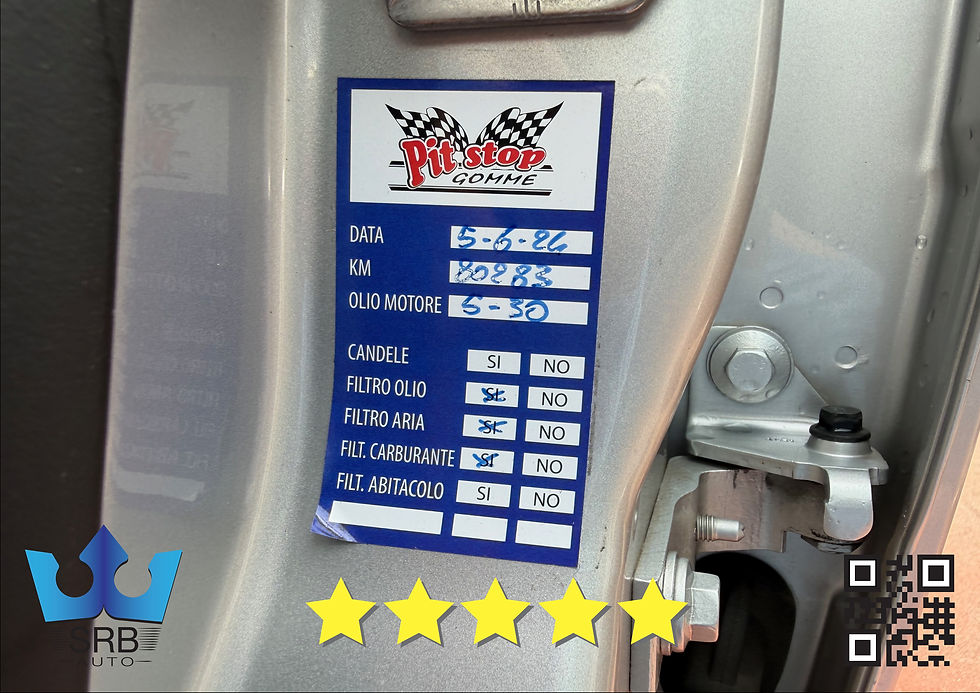 Pit stop
GOMME
DATA 5-6-24
KM 80283
OLIO MOTORE 5-30
CANDELE SI NO
FILTRO OLIO SI NO
FILTRO ARIA SI NO
FILT. CARBURANTE SI NO
FILT. ABITACOLO SI NO
SRB
AUTO